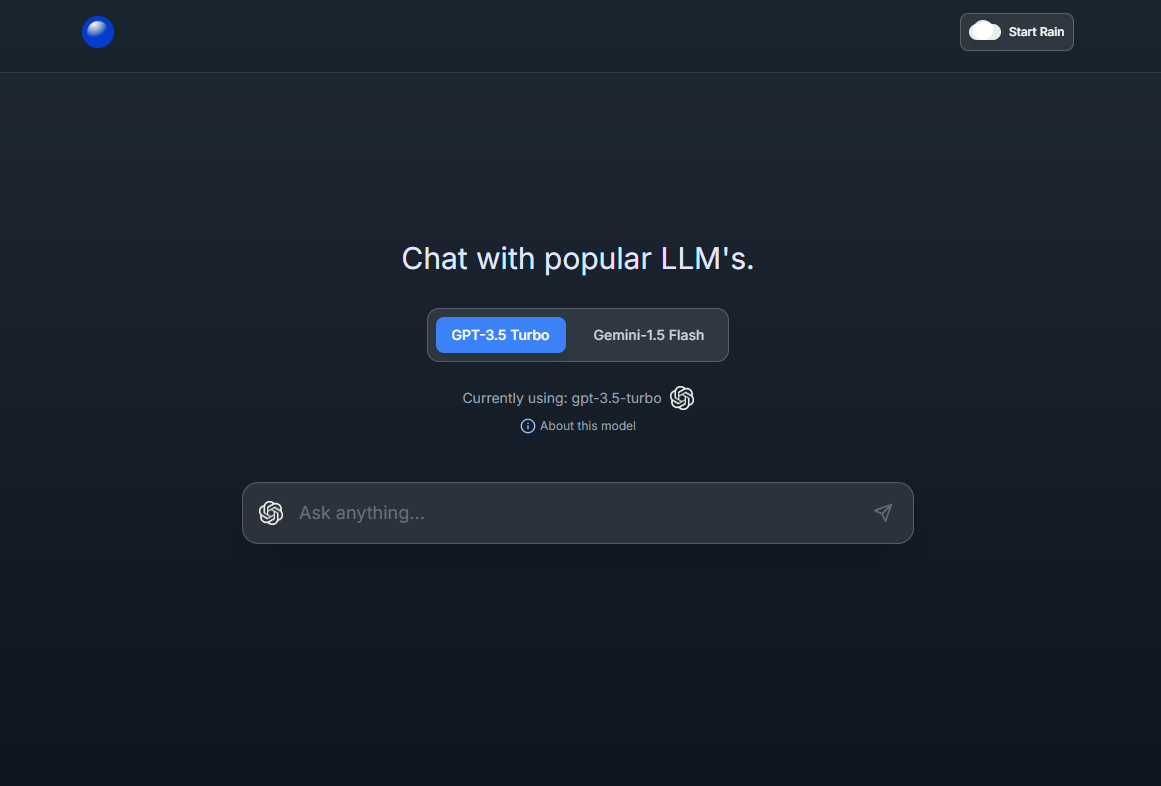 Start Rain
Chat with popular LLM's.
GPT-3.5 Turbo Gemini-1.5 Flash
Currently using: gpt-3.5-turbo
About this model
Ask anything...